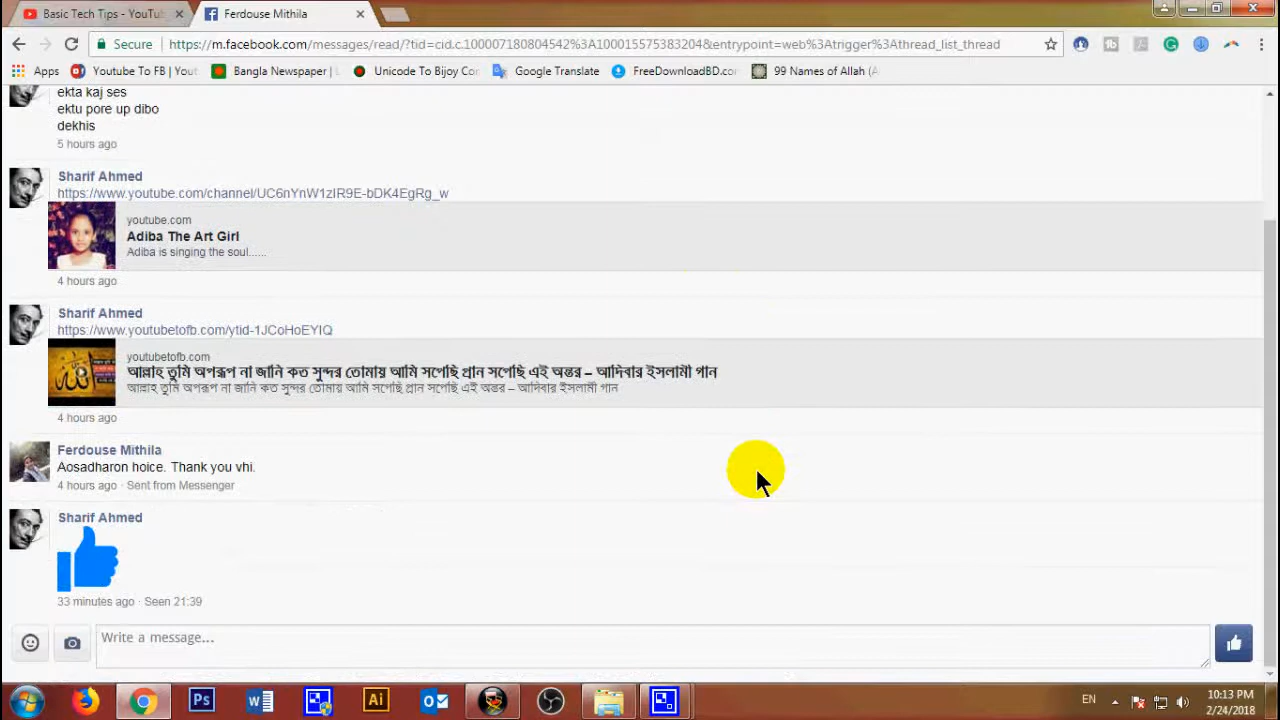 Basic Tech Tips - YouTu
Ferdouse Mithila
Secure
https://m.facebook.com/messages/read/?tid=cid.c.100007180804542%3A100015575383204&entrypoint=web%3Atrigger%3Athread_list_thread
Apps
Youtube To FB | Yout
Bangla Newspaper |
Unicode To Bijoy Con
Google Translate
FreeDownloadBD.co
99 Names of Allah (A
ekta kaj ses
ektu pore up dibo
dekhis
5 hours ago
Sharif Ahmed
https://www.youtube.com/channel/UC6nYnW1zIR9E-bDK4EgRg_w
youtube.com
Adiba The Art Girl
Adiba is singing the soul......
4 hours ago
Sharif Ahmed
https://www.youtubetofb.com/ytid-1JCoHoEYIQ
youtubetofb.com
আল্লাহ তুমি অপরূপ না জানি কত সুন্দর তোমায় আমি সপেছি প্রান সপেছি এই অন্তর – আদিবার ইসলামী গান
আল্লাহ তুমি অপরূপ না জানি কত সুন্দর তোমায় আমি সপেছি প্রান সপেছি এই অন্তর – আদিবার ইসলামী গান
4 hours ago
Ferdouse Mithila
Aosadharon hoice. Thank you vhi.
4 hours ago · Sent from Messenger
Sharif Ahmed
33 minutes ago · Seen 21:39
Write a message...
Ps
Ai
EN
10:13 PM
2/24/2018